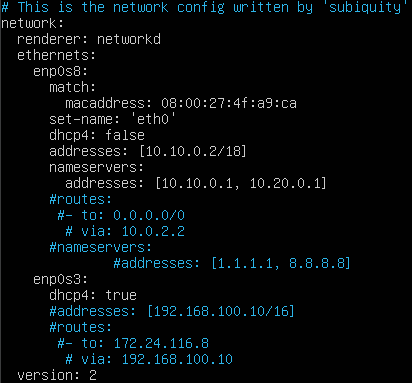 # This is the network config written by 'subiquity'
network:
  renderer: networkd
  ethernets:
    enp0s8:
      match:
        macaddress: 08:00:27:4f:a9:ca
      set-name: 'eth0'
      dhcp4: false
      addresses: [10.10.0.2/18]
      nameservers:
        addresses: [10.10.0.1, 10.20.0.1]
      #routes:
       #- to: 0.0.0.0/0
        # via: 10.0.2.2
      #nameservers:
              #addresses: [1.1.1.1, 8.8.8.8]
    enp0s3:
      dhcp4: true
      #addresses: [192.168.100.10/16]
      #routes:
       #- to: 172.24.116.8
        # via: 192.168.100.10
  version: 2